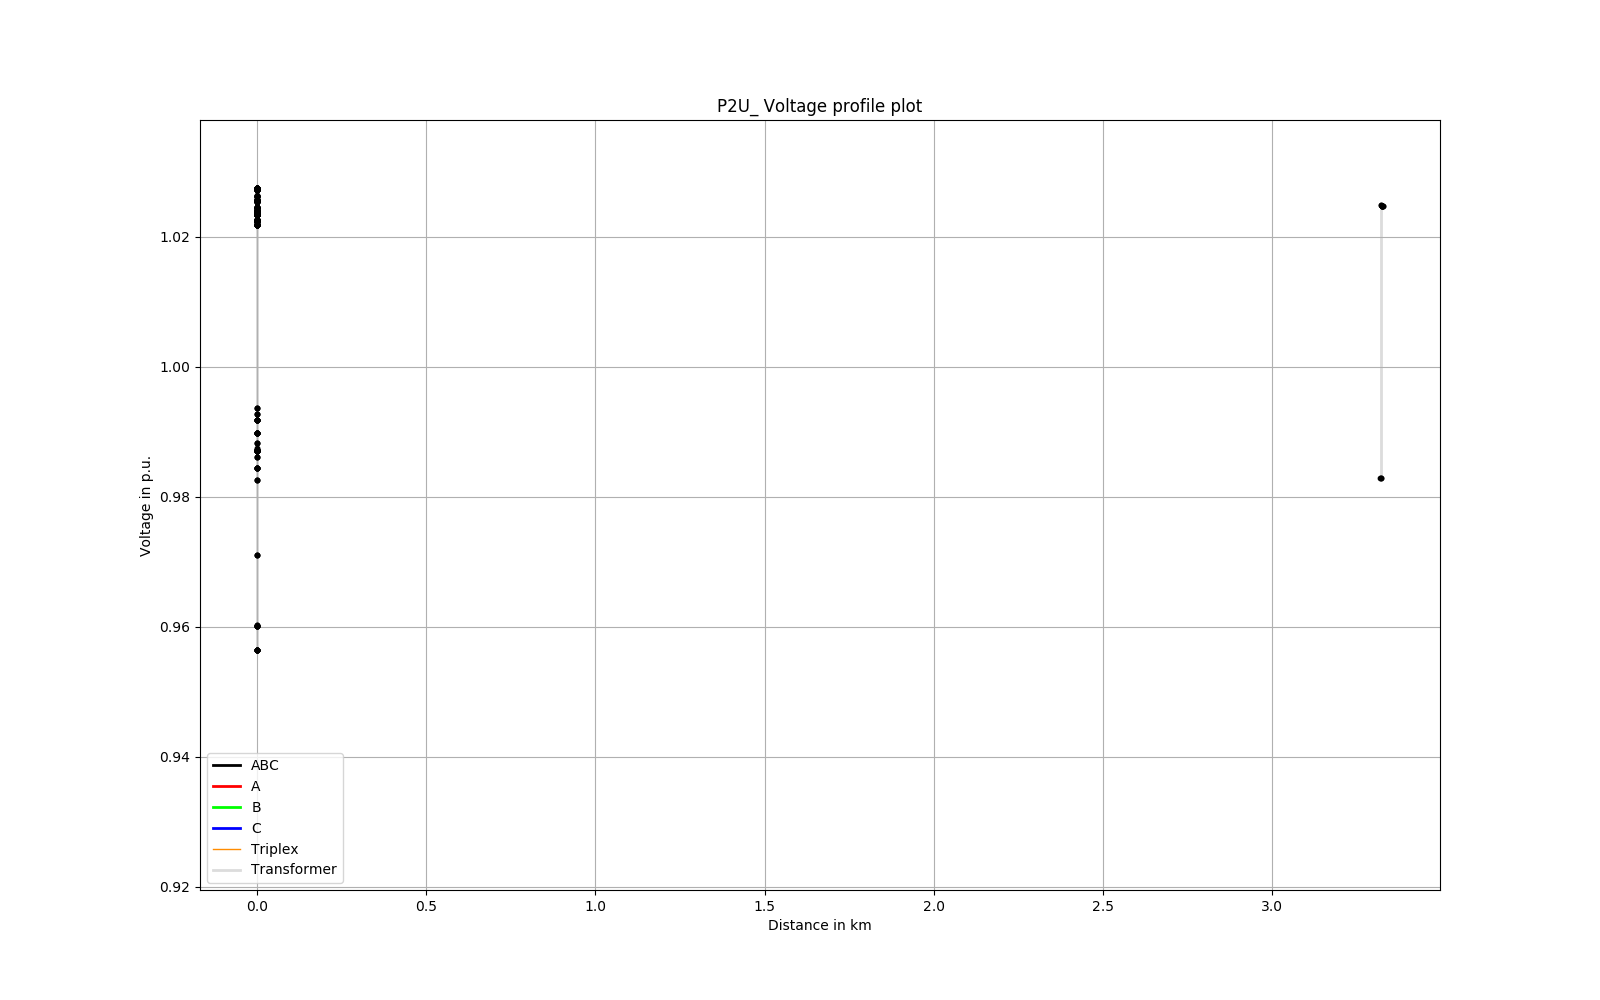 P2U_ Voltage profile plot
1.02
1.00
0.98
0.96
0.94
0.92
Voltage in p.u.
ABC
A
B
C
Triplex
Transformer
0.0 0.5 1.0 1.5 2.0 2.5 3.0
Distance in km